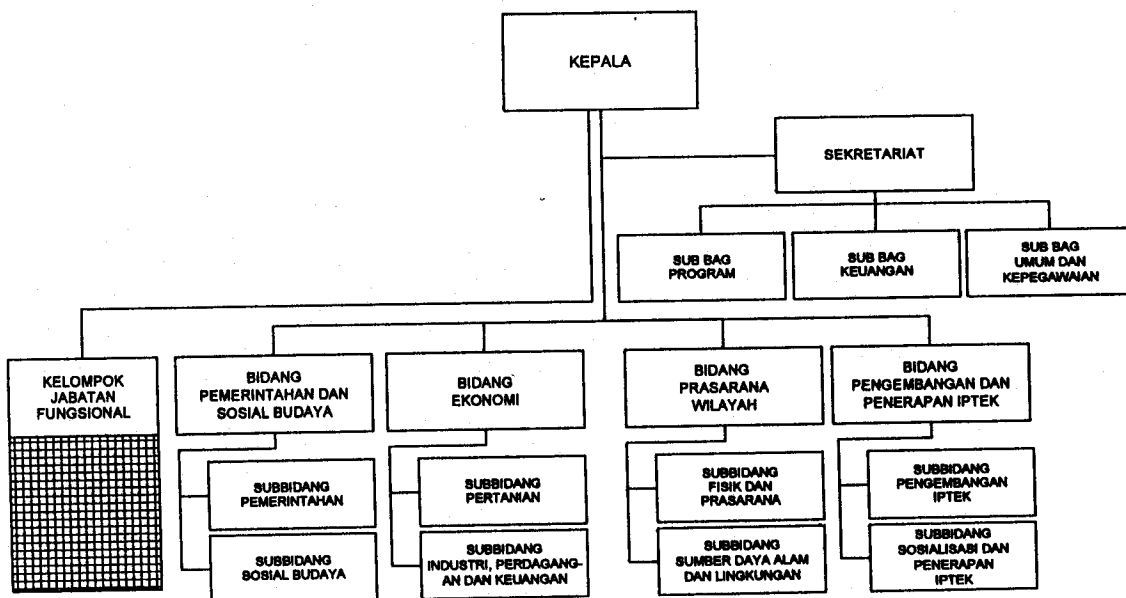 KEPALA
SEKRETARIAT
SUB BAG
PROGRAM
SUB BAG
KEUANGAN
SUB BAG
UMUM DAN
KEPEGAWAIAN
KELOMPOK
JABATAN
FUNGSIONAL
BIDANG
PEMERINTAHAN DAN
SOSIAL BUDAYA
BIDANG
EKONOMI
BIDANG
PRASARANA
WILAYAH
BIDANG
PENGEMBANGAN DAN
PENERAPAN IPTEK
SUBBIDANG
PEMERINTAHAN
SUBBIDANG
SOSIAL BUDAYA
SUBBIDANG
PERTANIAN
SUBBIDANG
INDUSTRI, PERDAGANG-
AN DAN KEUANGAN
SUBBIDANG
FISIK DAN
PRASARANA
SUBBIDANG
SUMBER DAYA ALAM
DAN LINGKUNGAN
SUBBIDANG
PENGEMBANGAN
IPTEK
SUBBIDANG
SOSIALISASI DAN
PENERAPAN
IPTEK